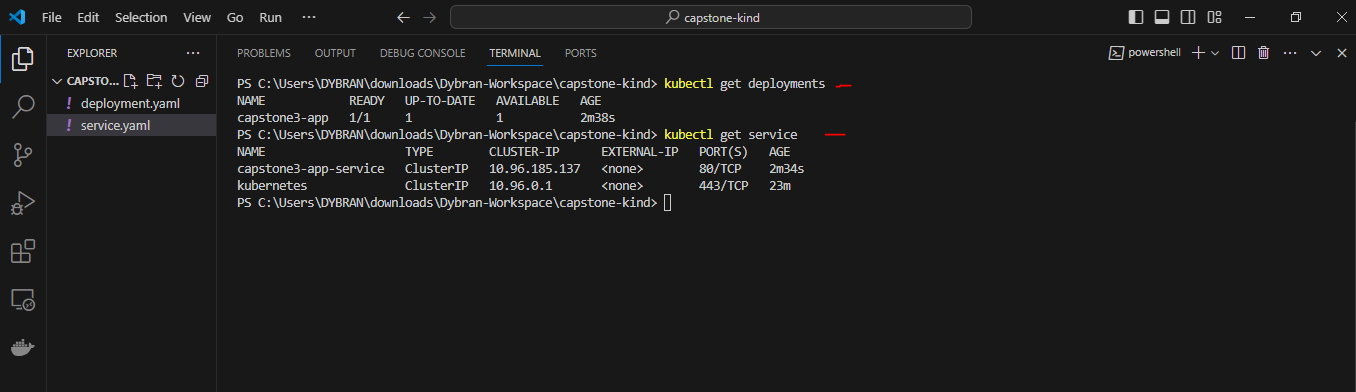 File Edit Selection View Go Run ··· capstone-kind
EXPLORER ···
CAPSTO...
deployment.yaml
service.yaml
PROBLEMS OUTPUT DEBUG CONSOLE TERMINAL PORTS powershell
PS C:\Users\DYBRAN\downloads\Dybran-Workspace\capstone-kind> kubectl get deployments
NAME READY UP-TO-DATE AVAILABLE AGE
capstone3-app 1/1 1 1 2m38s
PS C:\Users\DYBRAN\downloads\Dybran-Workspace\capstone-kind> kubectl get service
NAME TYPE CLUSTER-IP EXTERNAL-IP PORT(S) AGE
capstone3-app-service ClusterIP 10.96.185.137 <none> 80/TCP 2m34s
kubernetes ClusterIP 10.96.0.1 <none> 443/TCP 23m
PS C:\Users\DYBRAN\downloads\Dybran-Workspace\capstone-kind>